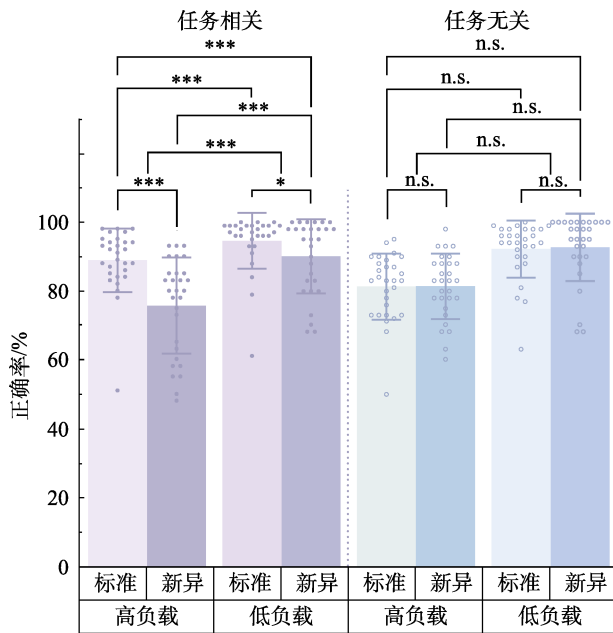 任务相关 任务无关
*** n.s.
*** n.s.
*** n.s.
*** n.s.
*** * n.s. n.s.
100
80
60
40
20
0
正确率/%
标准 新异 标准 新异 标准 新异 标准 新异
高负载 低负载 高负载 低负载